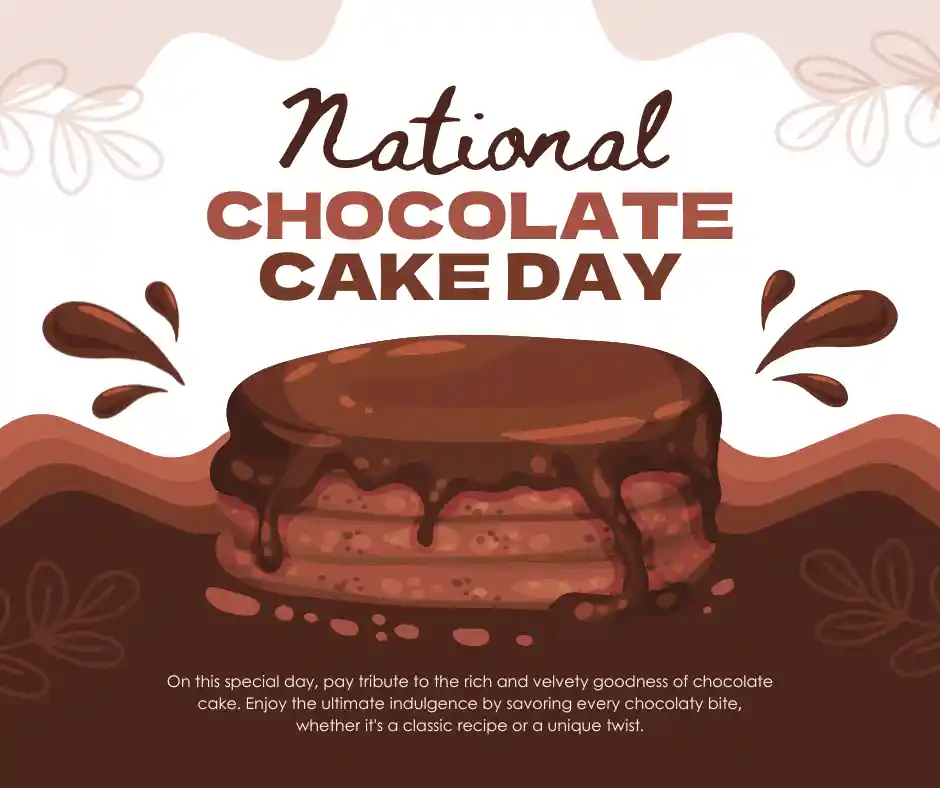 National
CHOCOLATE
CAKE DAY
On this special day, pay tribute to the rich and velvety goodness of chocolate
cake. Enjoy the ultimate indulgence by savoring every chocolaty bite,
whether it's a classic recipe or a unique twist.